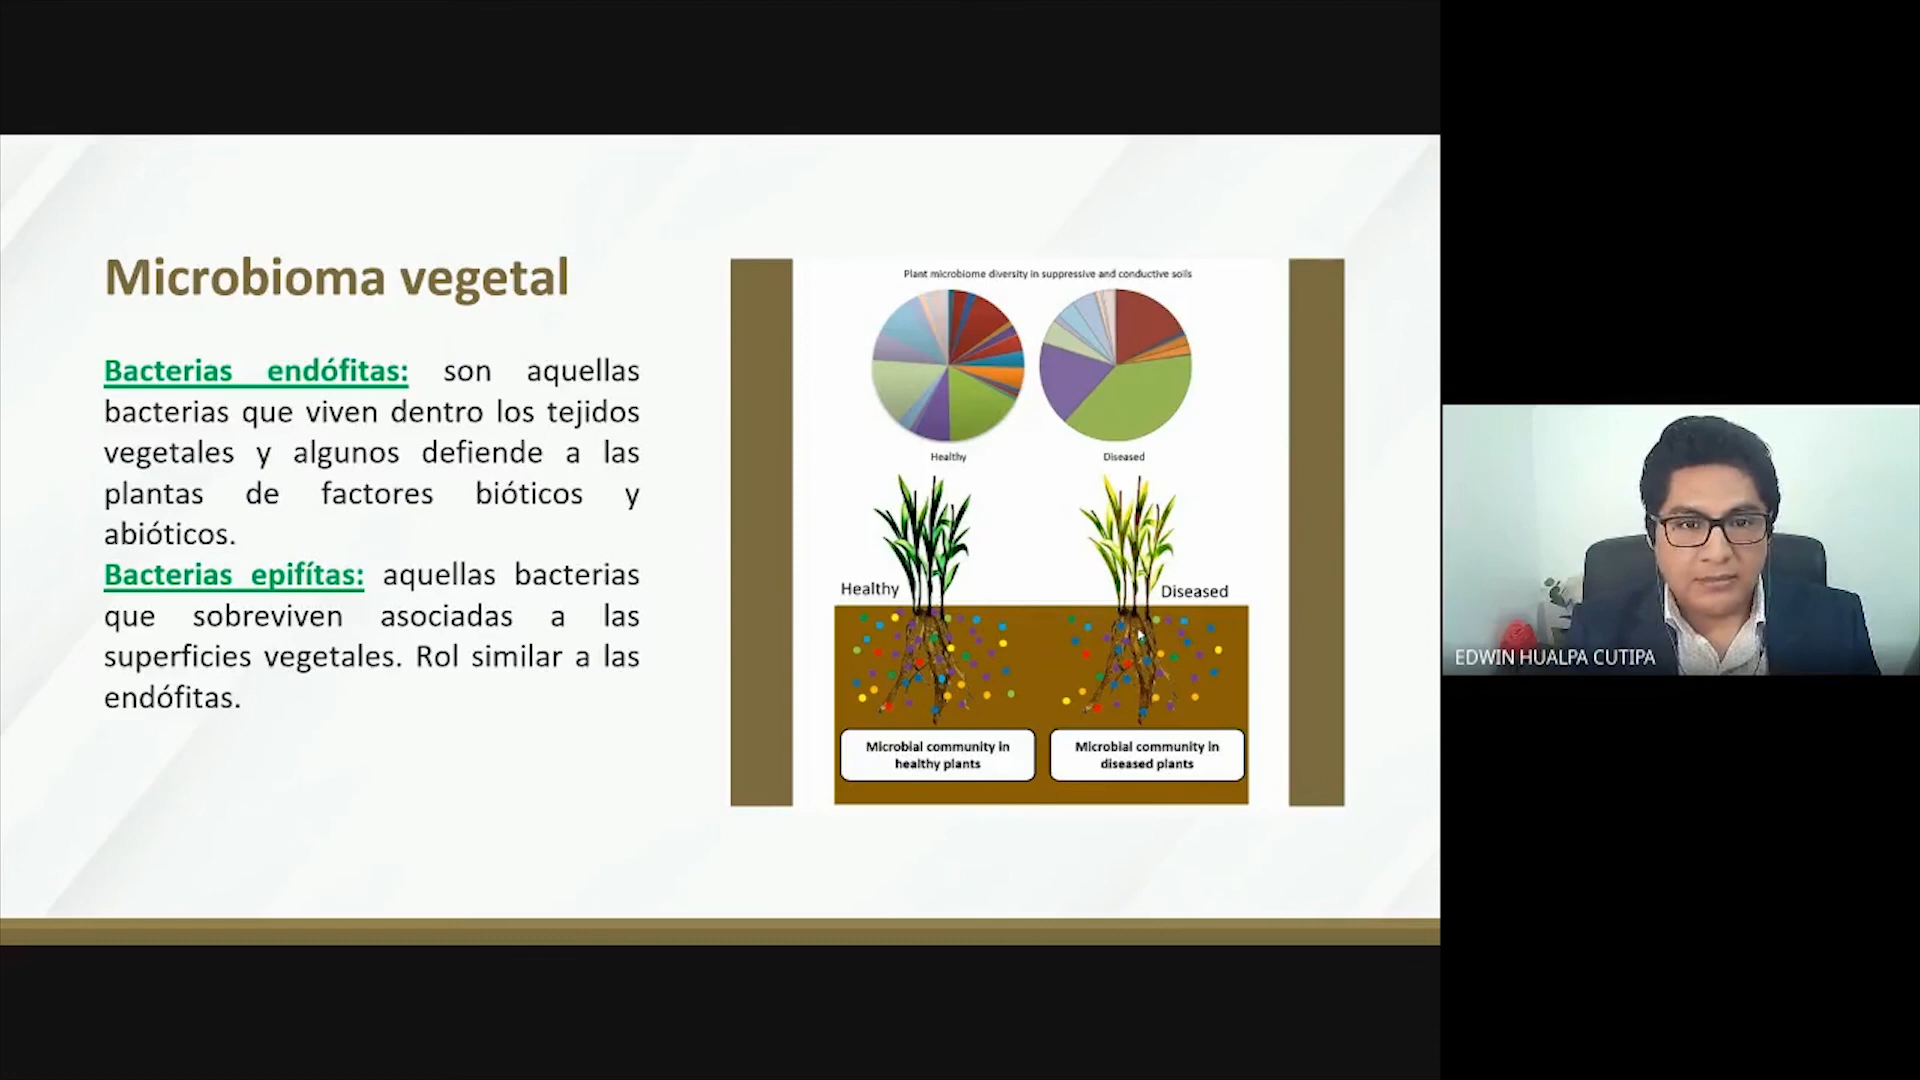 Microbioma vegetal
Bacterias endófitas: son aquellas
bacterias que viven dentro los tejidos
vegetales y algunos defiende a las
plantas de factores bióticos y
abióticos.
Bacterias epifítas: aquellas bacterias
que sobreviven asociadas a las
superficies vegetales. Rol similar a las
endófitas.
Plant microbiome diversity in suppressive and conductive soils
Healthy
Diseased
Healthy
Diseased
Microbial community in
healthy plants
Microbial community in
diseased plants
EDWIN HUALPA CUTIPA